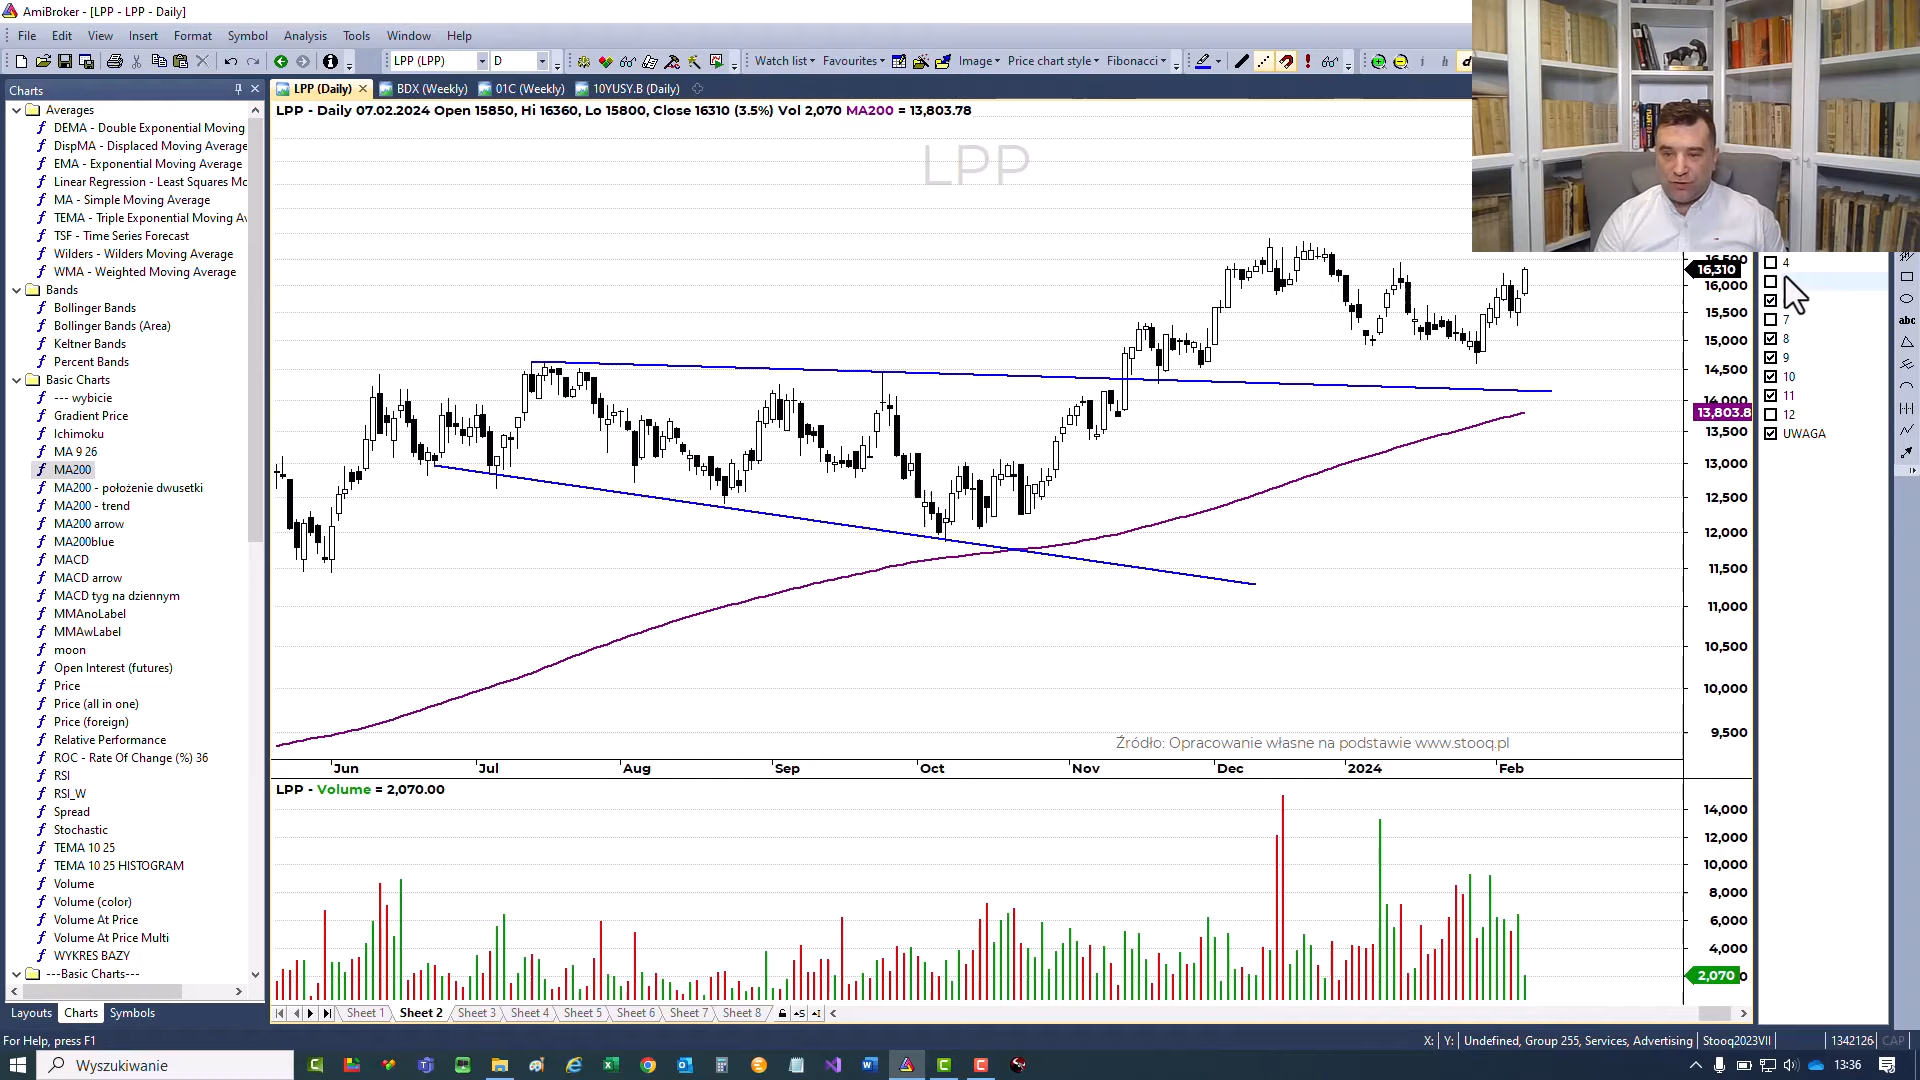 AmiBroker - [LPP - LPP - Daily]
File Edit View Insert Format Symbol Analysis Tools Window Help
LPP (LPP) D Watch list Favourites Image Price chart style Fibonacci
Charts
LPP (Daily) BDX (Weekly) 01C (Weekly) 10YUSY.B (Daily)
LPP - Daily 07.02.2024 Open 15850, Hi 16360, Lo 15800, Close 16310 (3.5%) Vol 2,070 MA200 = 13,803.78
LPP
Averages
DEMA - Double Exponential Moving
DispMA - Displaced Moving Average
EMA - Exponential Moving Average
Linear Regression - Least Squares Mo
MA - Simple Moving Average
TEMA - Triple Exponential Moving Av
TSF - Time Series Forecast
Wilders - Wilders Moving Average
WMA - Weighted Moving Average
Bands
Bollinger Bands
Bollinger Bands (Area)
Keltner Bands
Percent Bands
Basic Charts
--- wybicie
Gradient Price
Ichimoku
MA 9 26
MA200
MA200 - położenie dwusetki
MA200 - trend
MA200 arrow
MA200blue
MACD
MACD arrow
MACD tyg na dziennym
MMAnoLabel
MMAwLabel
moon
Open Interest (futures)
Price
Price (all in one)
Price (foreign)
Relative Performance
ROC - Rate Of Change (%) 36
RSI
RSI_W
Spread
Stochastic
TEMA 10 25
TEMA 10 25 HISTOGRAM
Volume
Volume (color)
Volume At Price
Volume At Price Multi
WYKRES BAZY
---Basic Charts---
16,310
16,000
15,500
15,000
14,500
14,000
13,803.8
13,500
13,000
12,500
12,000
11,500
11,000
10,500
10,000
9,500
4
7
8
9
10
11
12
UWAGA
abc
Źródło: Opracowanie własne na podstawie www.stooq.pl
Jun Jul Aug Sep Oct Nov Dec 2024 Feb
LPP - Volume = 2,070.00
14,000
12,000
10,000
8,000
6,000
4,000
2,070
Layouts Charts Symbols
Sheet 1 Sheet 2 Sheet 3 Sheet 4 Sheet 5 Sheet 6 Sheet 7 Sheet 8
For Help, press F1
X: Y: Undefined, Group 255, Services, Advertising Stooq2023VII 1342126 CAP
Wyszukiwanie
13:36